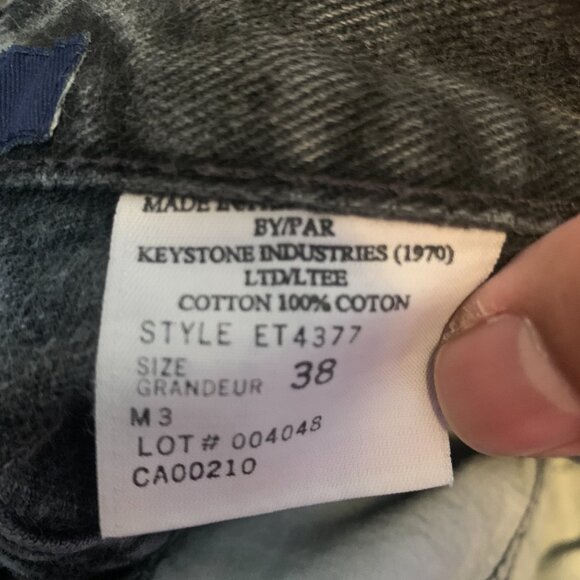 MADE IN
BY/PAR
KEYSTONE INDUSTRIES (1970)
LTD/LTEE
COTTON 100% COTON
STYLE ET4377
SIZE
GRANDEUR 38
M3
LOT # 004048
CA00210